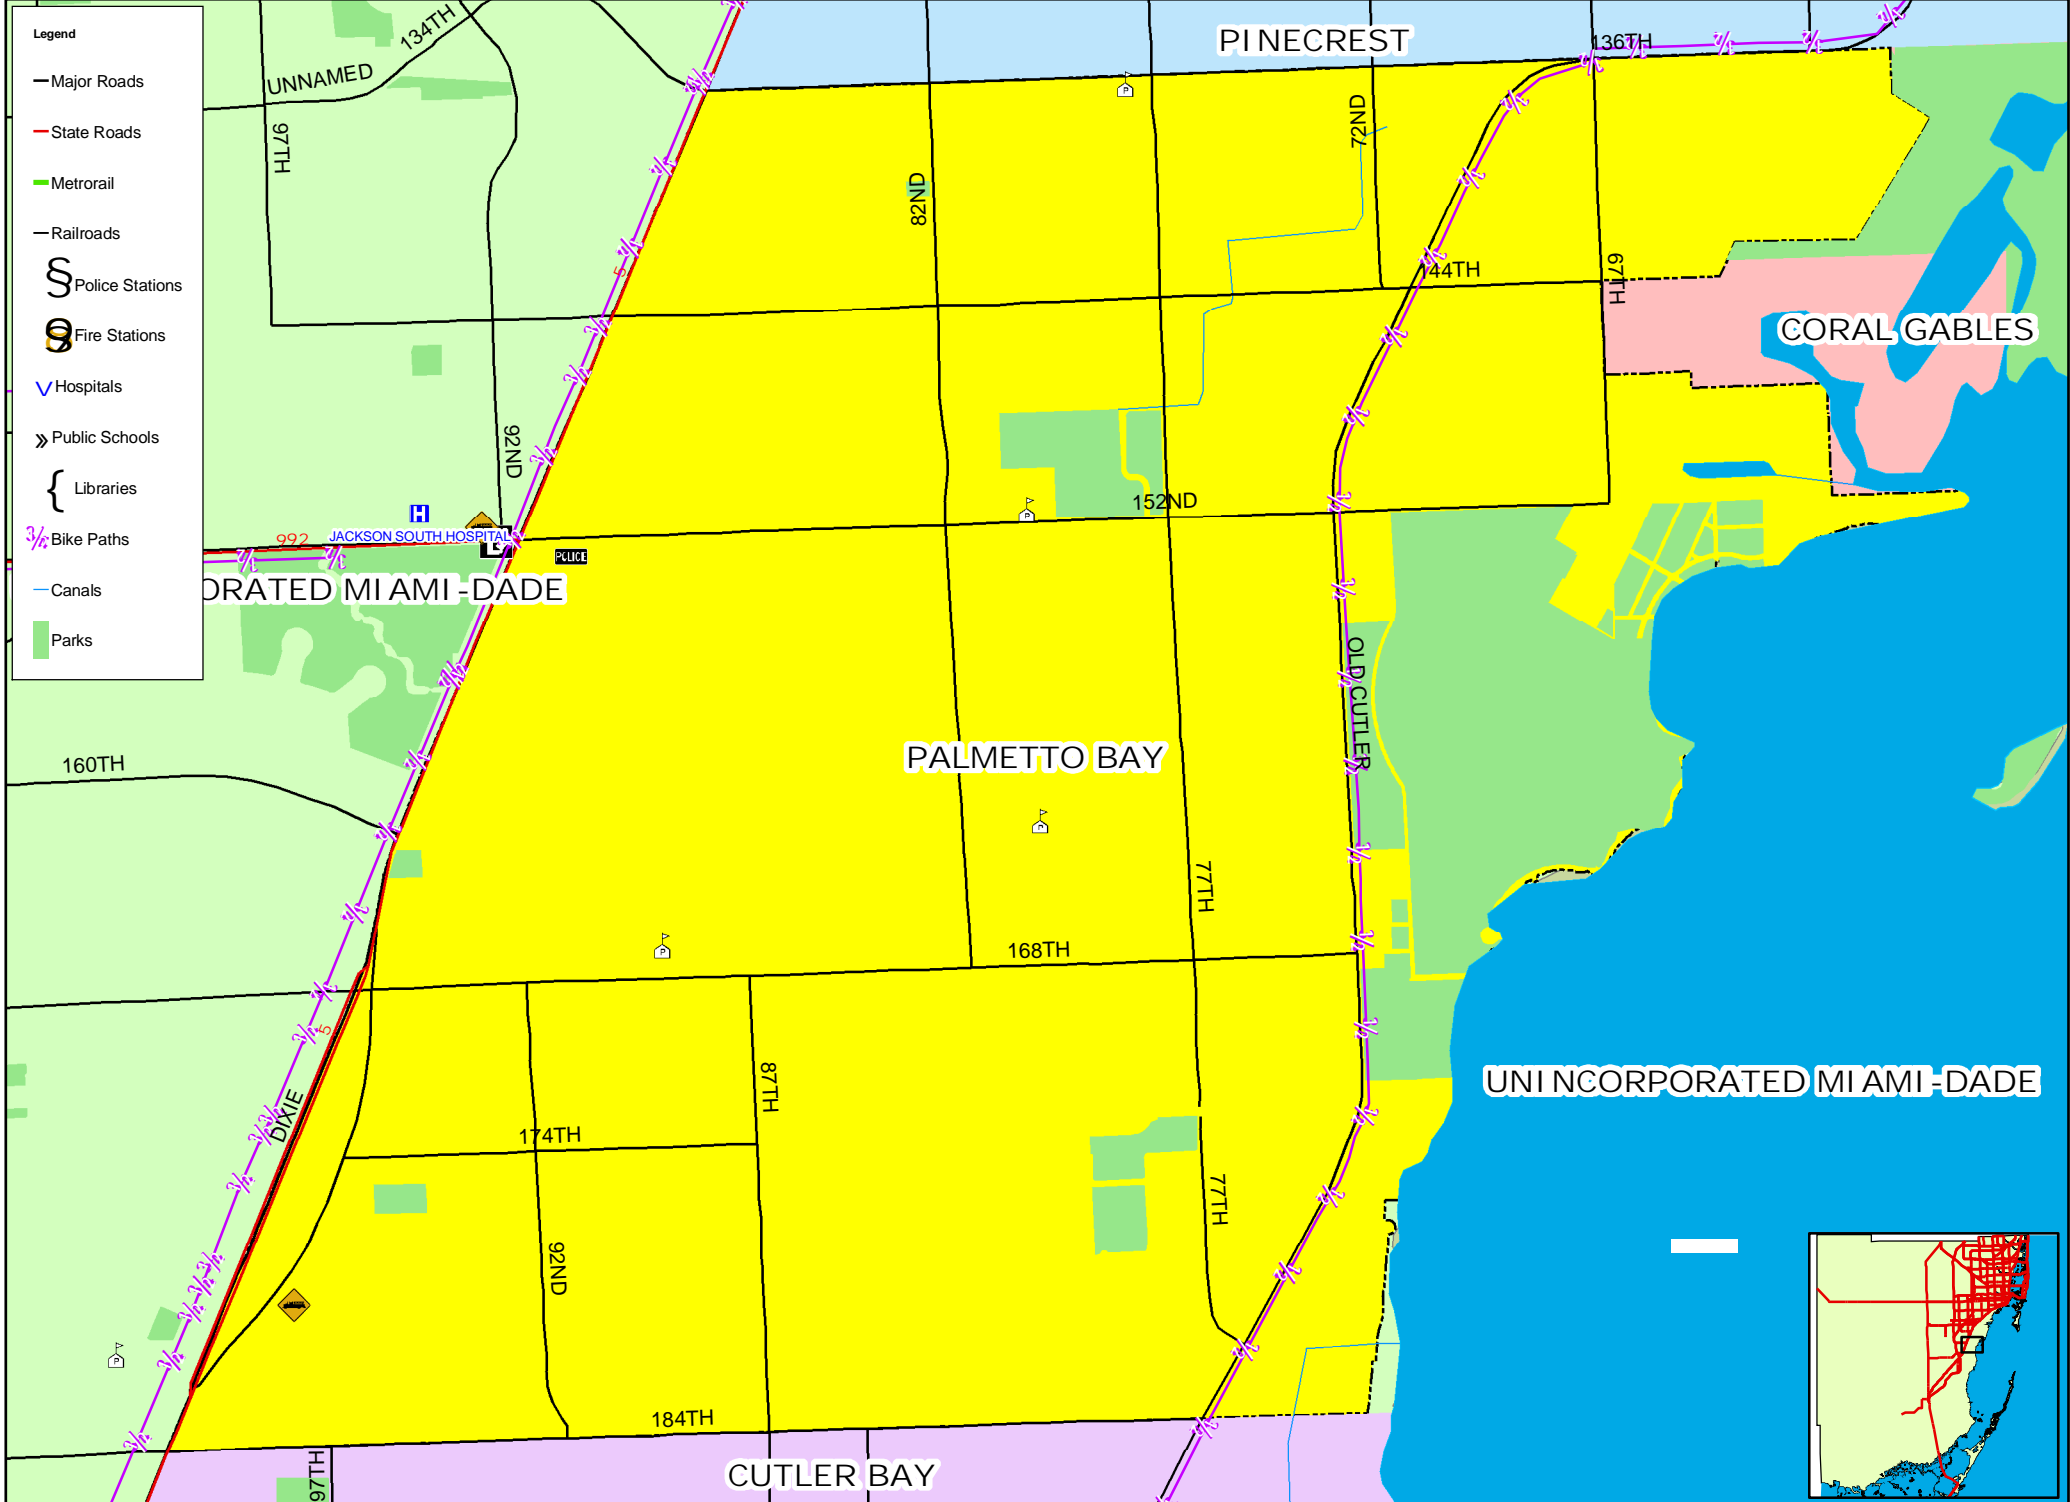 Legend
Major Roads
State Roads
Metrorail
Railroads
§ Police Stations
Fire Stations
Hospitals
» Public Schools
{ Libraries
Bike Paths
Canals
Parks
134TH
UNNAMED
97TH
PINECREST
136TH
72ND
82ND
5
144TH
67TH
CORAL GABLES
92ND
H
152ND
992
JACKSON SOUTH HOSPITAL
POLICE
ORATED MIAMI-DADE
OLD CUTLER
160TH
PALMETTO BAY
P
P
P
P
P
77TH
168TH
5
DIXIE
87TH
UNINCORPORATED MIAMI-DADE
174TH
77TH
92ND
184TH
97TH
CUTLER BAY